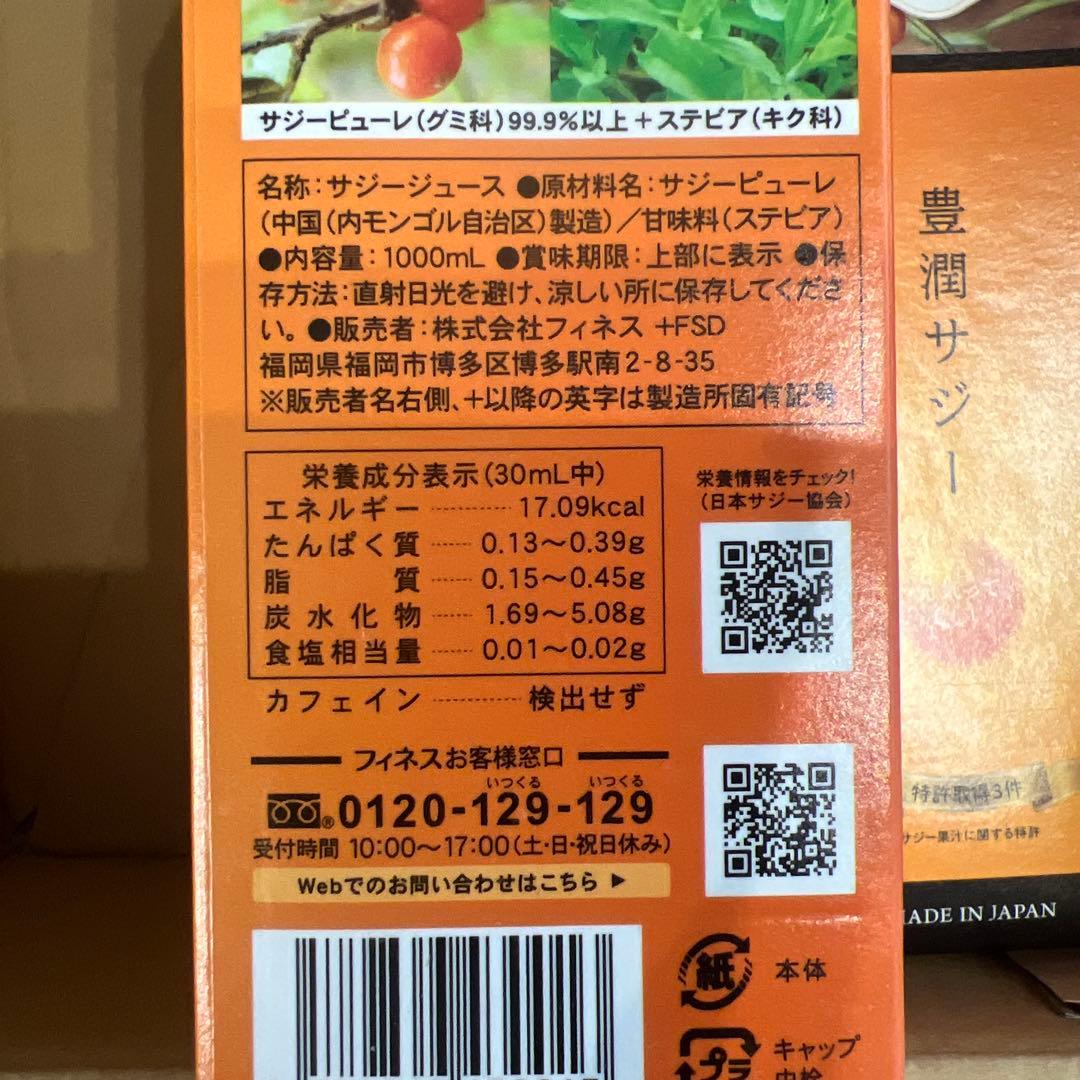 サジーピューレ(グミ科)99.9%以上+ステビア(キク科)
名称:サジージュース ●原材料名:サジーピューレ
(中国(内モンゴル自治区)製造)/甘味料(ステビア)
●内容量:1000mL ●賞味期限:上部に表示 ●保
存方法:直射日光を避け、涼しい所に保存してくださ
い。●販売者:株式会社フィネス +FSD
福岡県福岡市博多区博多駅南2-8-35
※販売者名右側、+以降の英字は製造所固有記号
栄養成分表示(30mL中)
エネルギー 17.09kcal
たんぱく質 0.13〜0.39g
脂質 0.15〜0.45g
炭水化物 1.69〜5.08g
食塩相当量 0.01〜0.02g
カフェイン 検出せず
栄養情報をチェック!
(日本サジー協会)
フィネスお客様窓口
いつくる いつくる
0120-129-129
受付時間 10:00〜17:00(土・日・祝日休み)
Webでのお問い合わせはこちら ▶
紙 本体
プラ キャップ
中栓
豊潤サジー
特許取得3件
サジー果汁に関する特許
MADE IN JAPAN